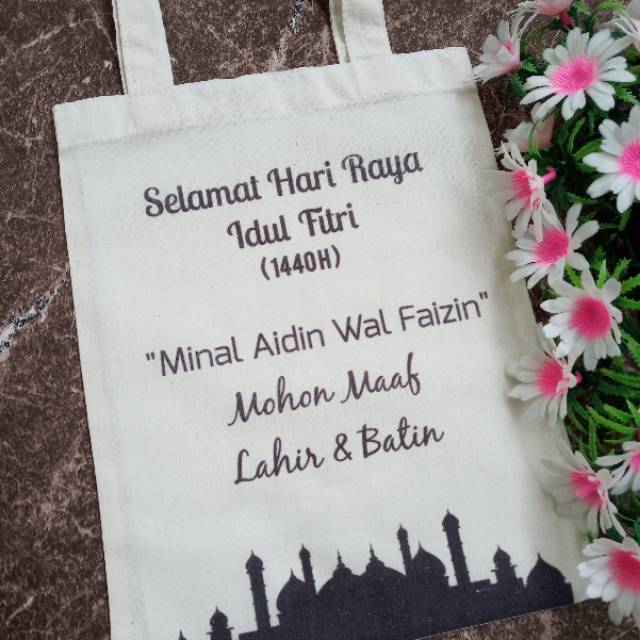 Selamat Hari Raya
Idul Fitri
(1440H)
"Minal Aidin Wal Faizin"
Mohon Maaf
Lahir & Batin